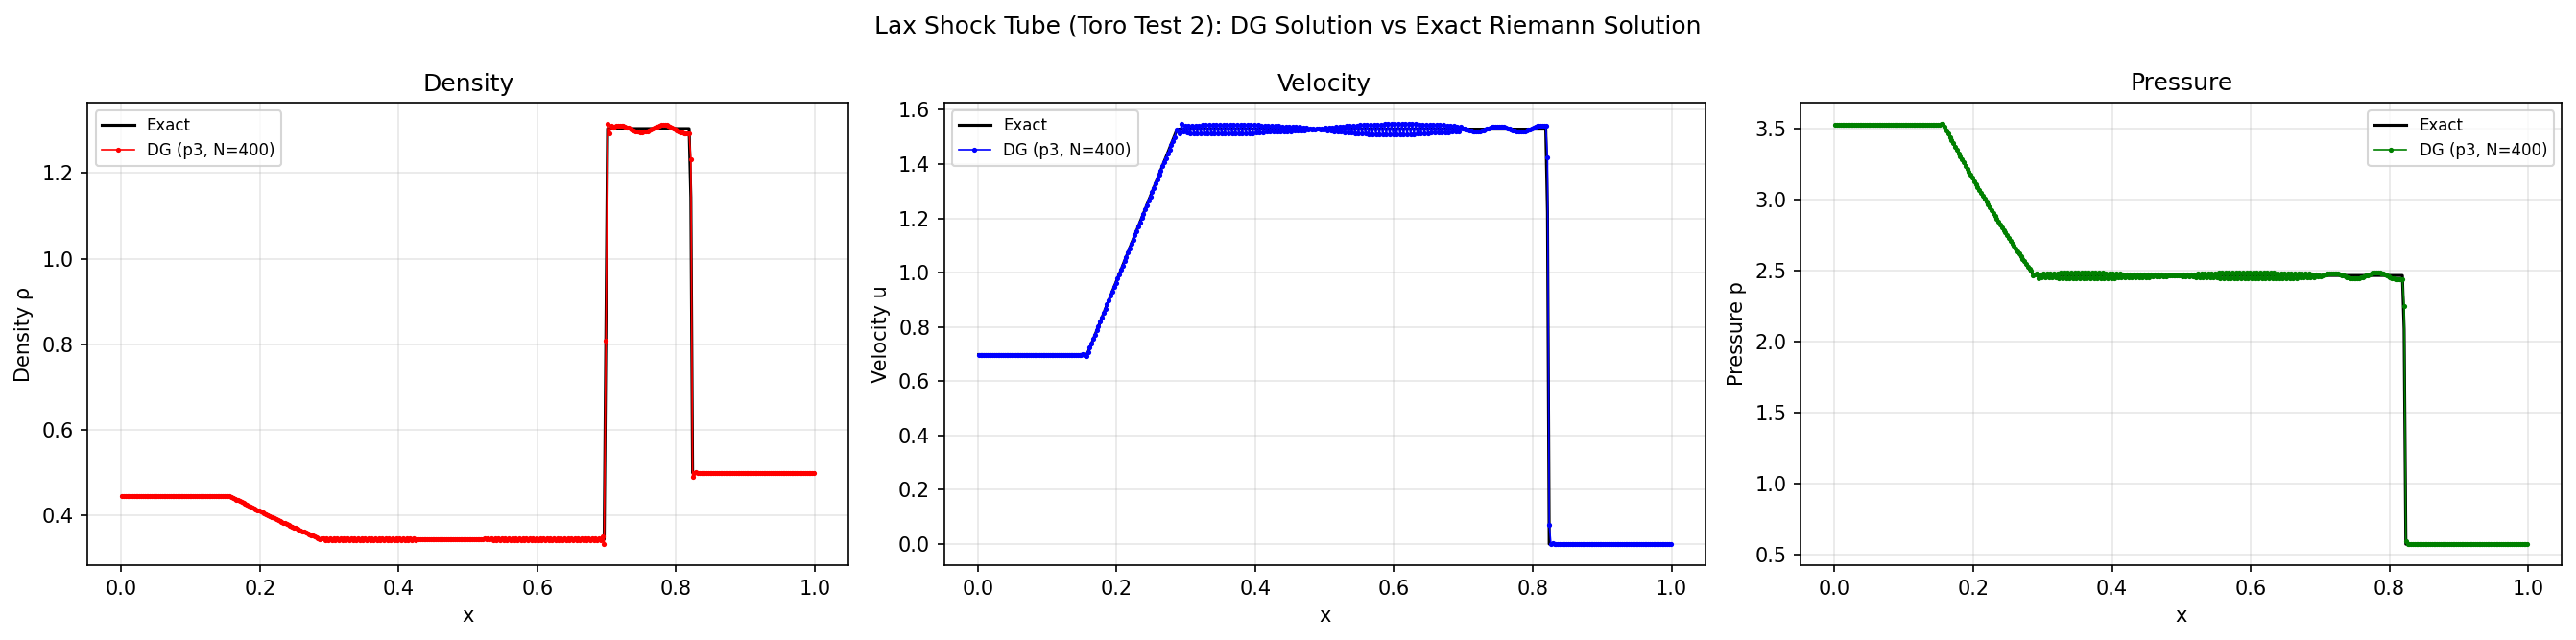 Lax Shock Tube (Toro Test 2): DG Solution vs Exact Riemann Solution
Density
Exact
DG (p3, N=400)
Density ρ
1.2
1.0
0.8
0.6
0.4
0.0 0.2 0.4 0.6 0.8 1.0
x
Velocity
Exact
DG (p3, N=400)
Velocity u
1.6
1.4
1.2
1.0
0.8
0.6
0.4
0.2
0.0
0.0 0.2 0.4 0.6 0.8 1.0
x
Pressure
Exact
DG (p3, N=400)
Pressure p
3.5
3.0
2.5
2.0
1.5
1.0
0.5
0.0 0.2 0.4 0.6 0.8 1.0
x